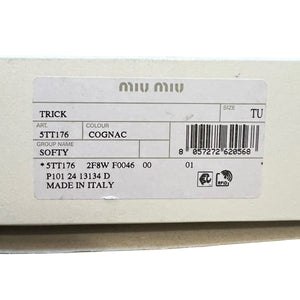 miu miu
TRICK SIZE TU
ART. COLOUR
5TT176 COGNAC
GROUP NAME
SOFTY
8 057272 620568
*5TT176 2F8W F0046 00 01
P101 24 13134 D
MADE IN ITALY
RFID